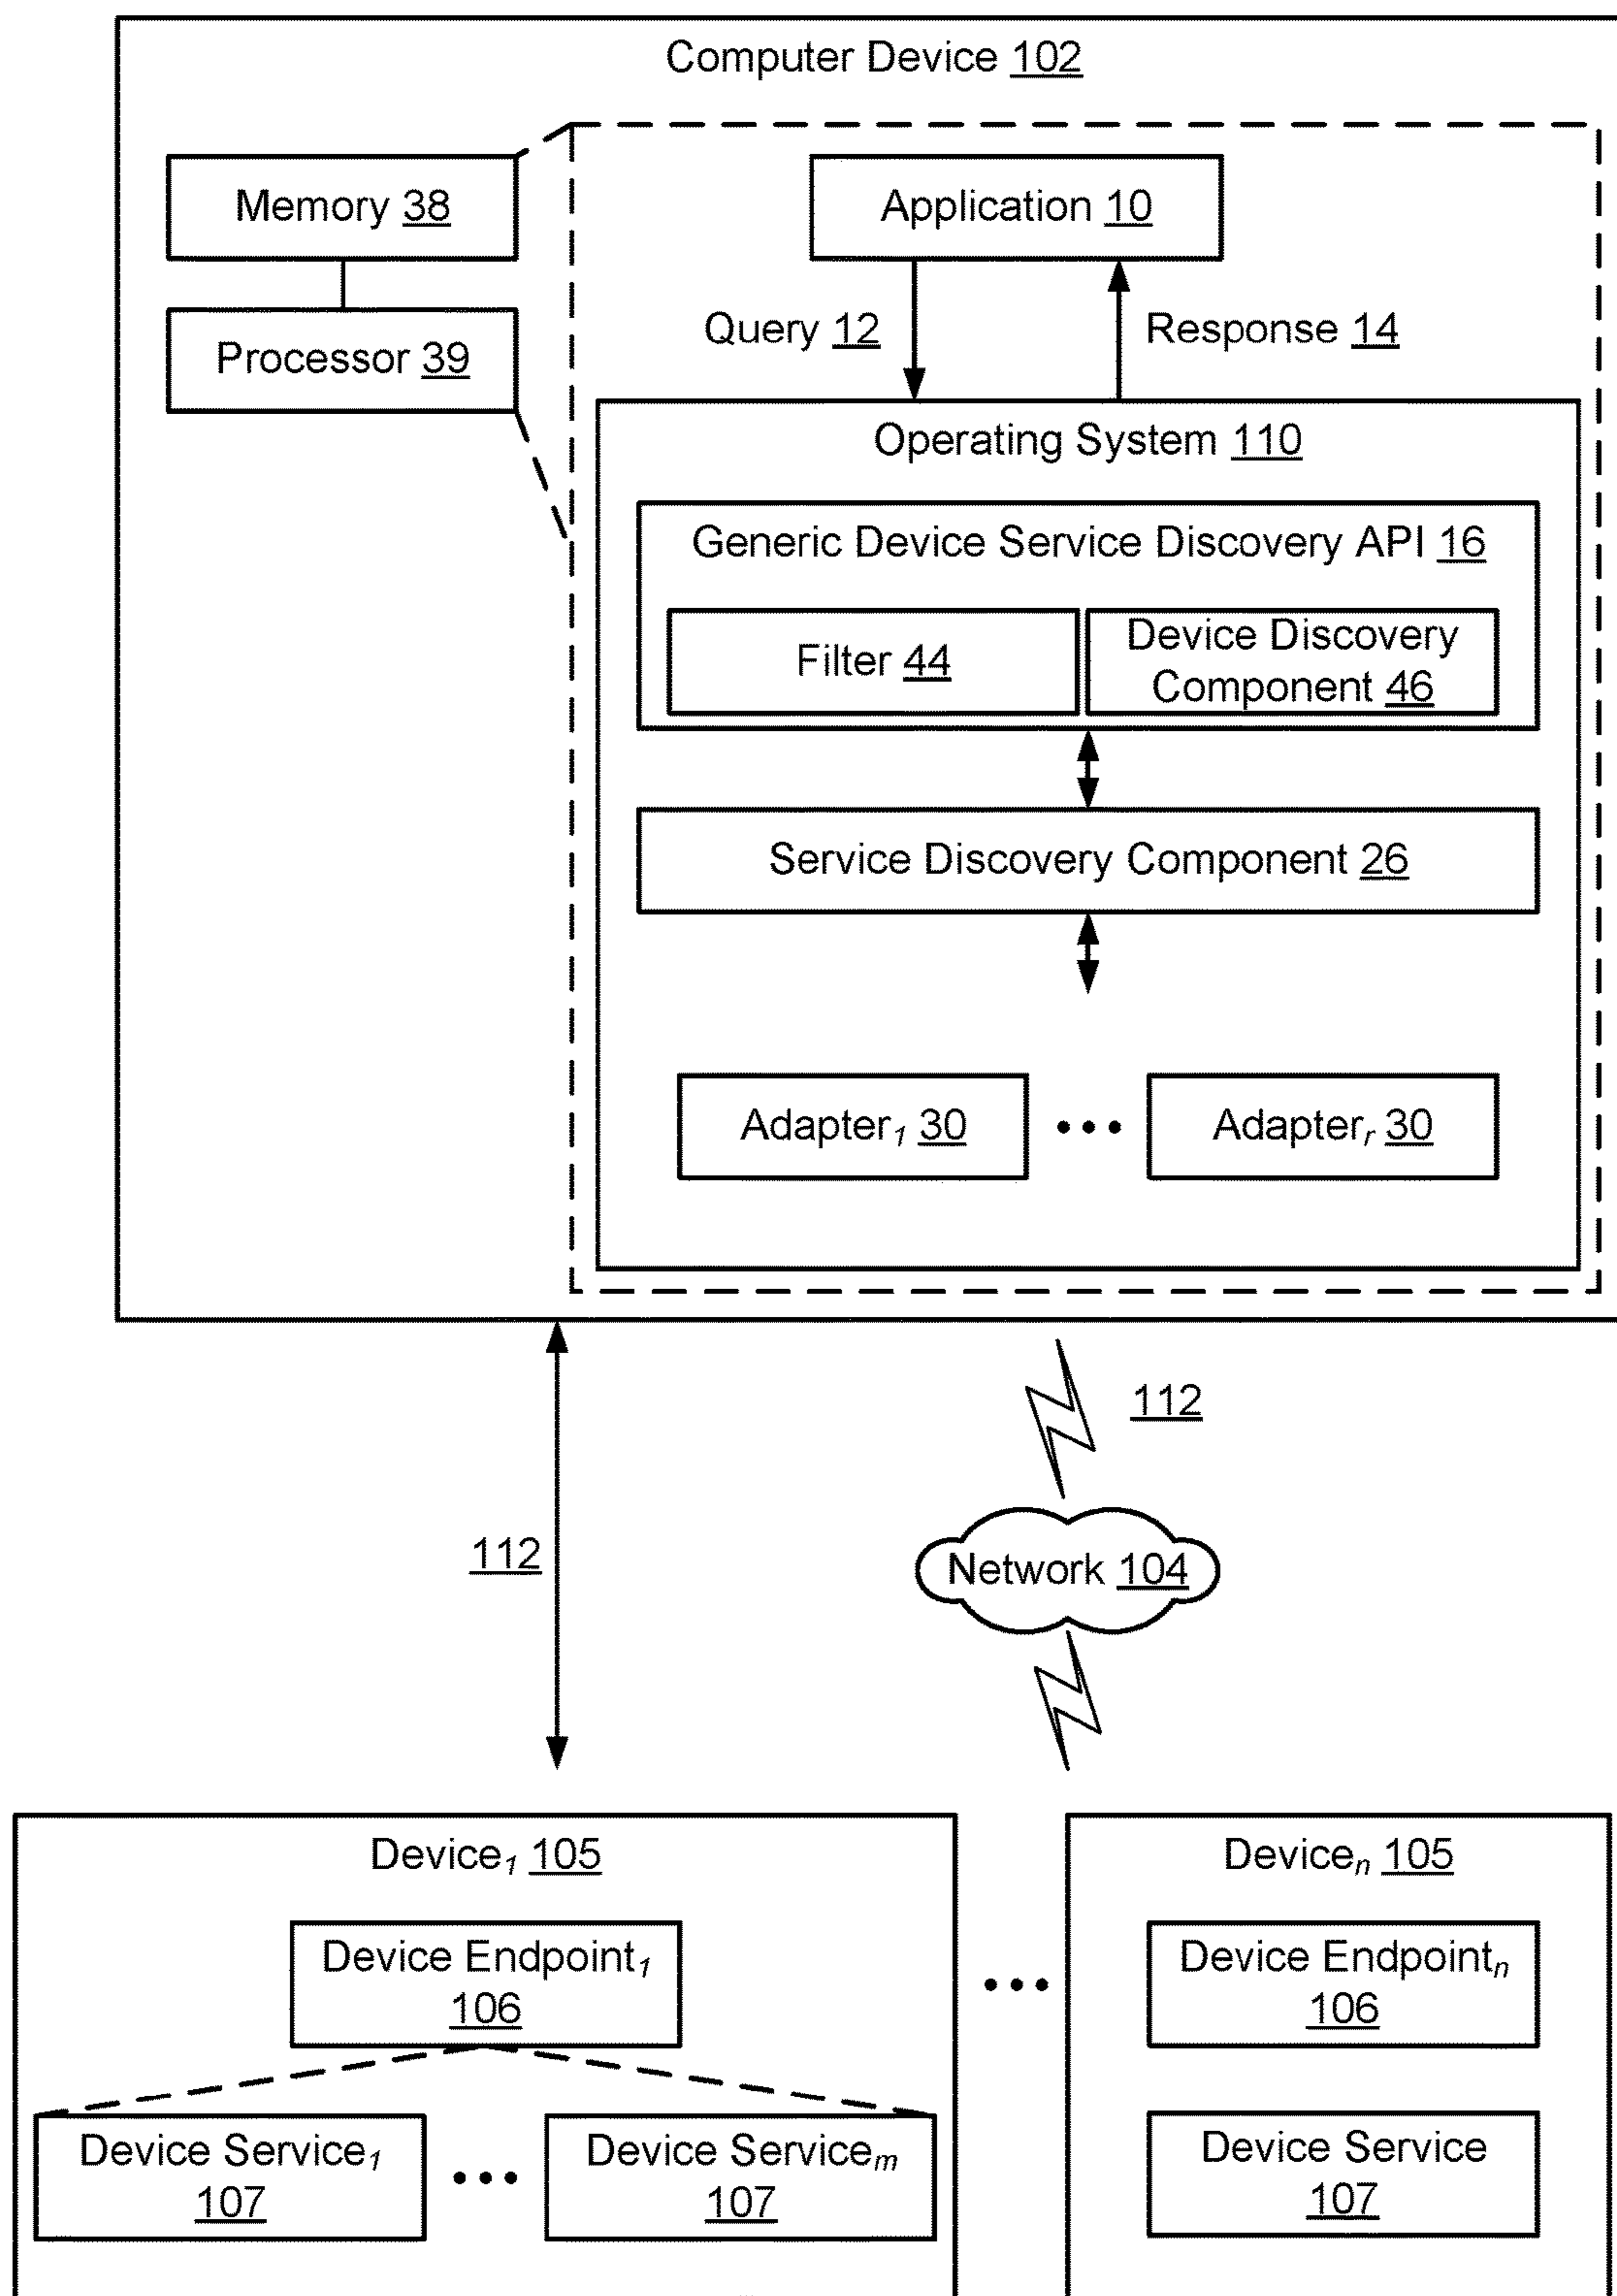 Computer Device 102
Memory 38
Application 10
Query 12
Response 14
Processor 39
Operating System 110
Generic Device Service Discovery API 16
Filter 44
Device Discovery
Component 46
Service Discovery Component 26
Adapter1 30
••• 
Adapterr 30
112
112
Network 104
Device1 105
Devicen 105
Device Endpoint1
106
•••
Device Endpointn
106
Device Service1
107
•••
Device Servicem
107
Device Service
107